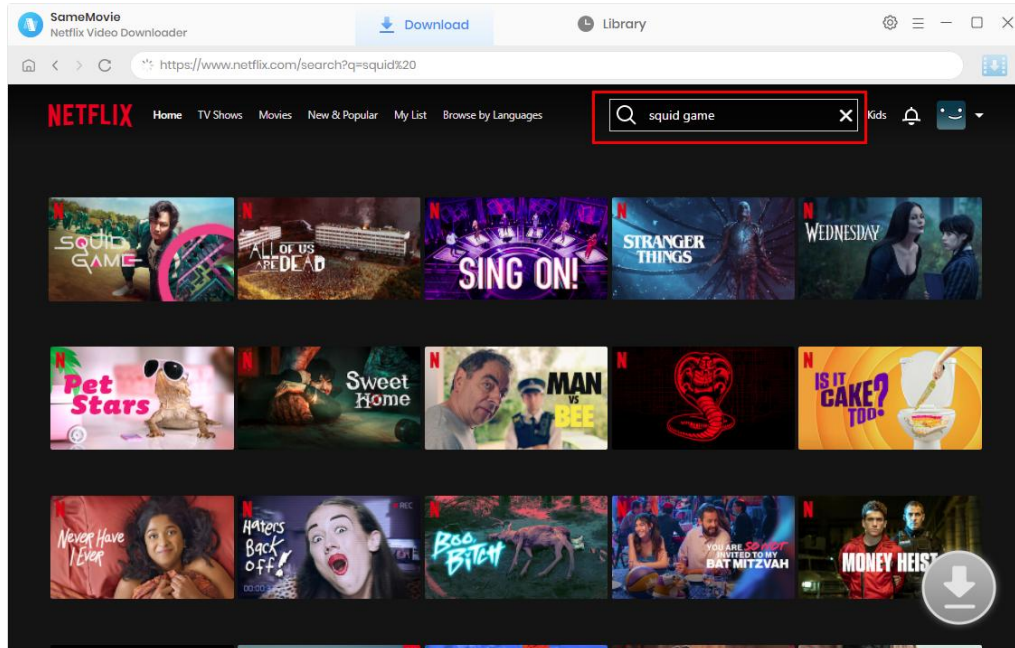 SameMovie
Netflix Video Downloader
Download
Library
https://www.netflix.com/search?q=squid%20
NETFLIX Home TV Shows Movies New & Popular My List Browse by Languages
squid game
Kids
SQUID GAME
ALL OF US ARE DEAD
SING ON!
STRANGER THINGS
WEDNESDAY
Pet Stars
Sweet Home
MAN VS BEE
IS IT CAKE? TOO!
Never Have I Ever
Haters Back Off!
REC
Boo, Bitch
YOU ARE SO NOT INVITED TO MY BAT MITZVAH
MONEY HEIST